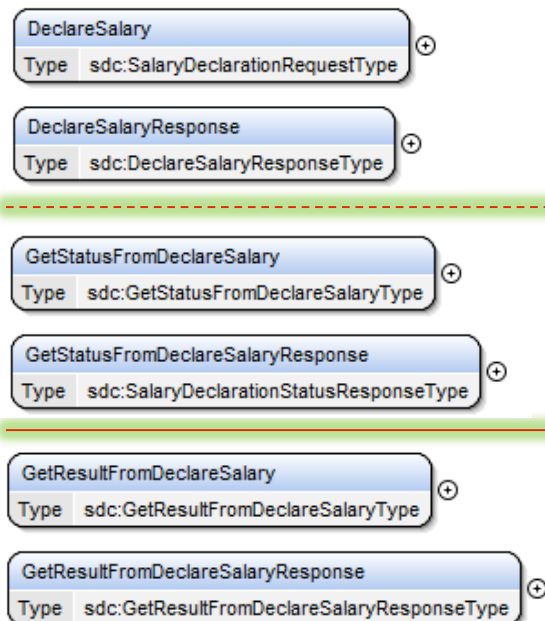 DeclareSalary
Type sdc:SalaryDeclarationRequestType
DeclareSalaryResponse
Type sdc:DeclareSalaryResponseType
GetStatusFromDeclareSalary
Type sdc:GetStatusFromDeclareSalaryType
GetStatusFromDeclareSalaryResponse
Type sdc:SalaryDeclarationStatusResponseType
GetResultFromDeclareSalary
Type sdc:GetResultFromDeclareSalaryType
GetResultFromDeclareSalaryResponse
Type sdc:GetResultFromDeclareSalaryResponseType